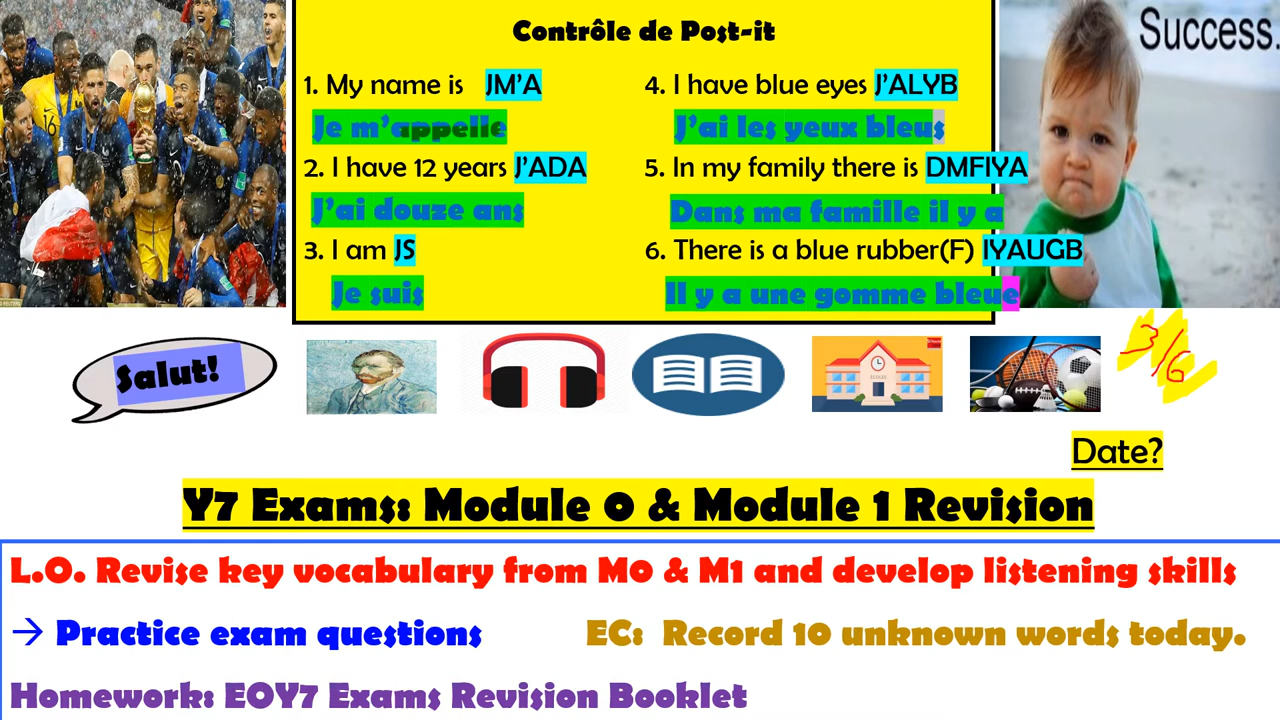 Contrôle de Post-it
Success.
1. My name is JM'A
Je m'appelle
2. I have 12 years J'ADA
J'ai douze ans
3. I am JS
Je suis
4. I have blue eyes J'ALYB
J'ai les yeux bleus
5. In my family there is DMFIYA
Dans ma famille il y a
6. There is a blue rubber(F) IYAUGB
Il y a une gomme bleue
Salut!
3/6
Date?
Y7 Exams: Module 0 & Module 1 Revision
L.O. Revise key vocabulary from M0 & M1 and develop listening skills
→ Practice exam questions EC: Record 10 unknown words today.
Homework: EOY7 Exams Revision Booklet